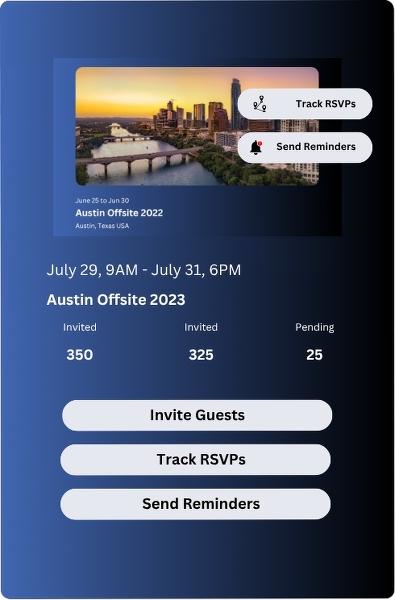 Track RSVPs
Send Reminders
June 25 to Jun 30
Austin Offsite 2022
Austin, Texas USA
July 29, 9AM - July 31, 6PM
Austin Offsite 2023
Invited Invited Pending
350 325 25
Invite Guests
Track RSVPs
Send Reminders